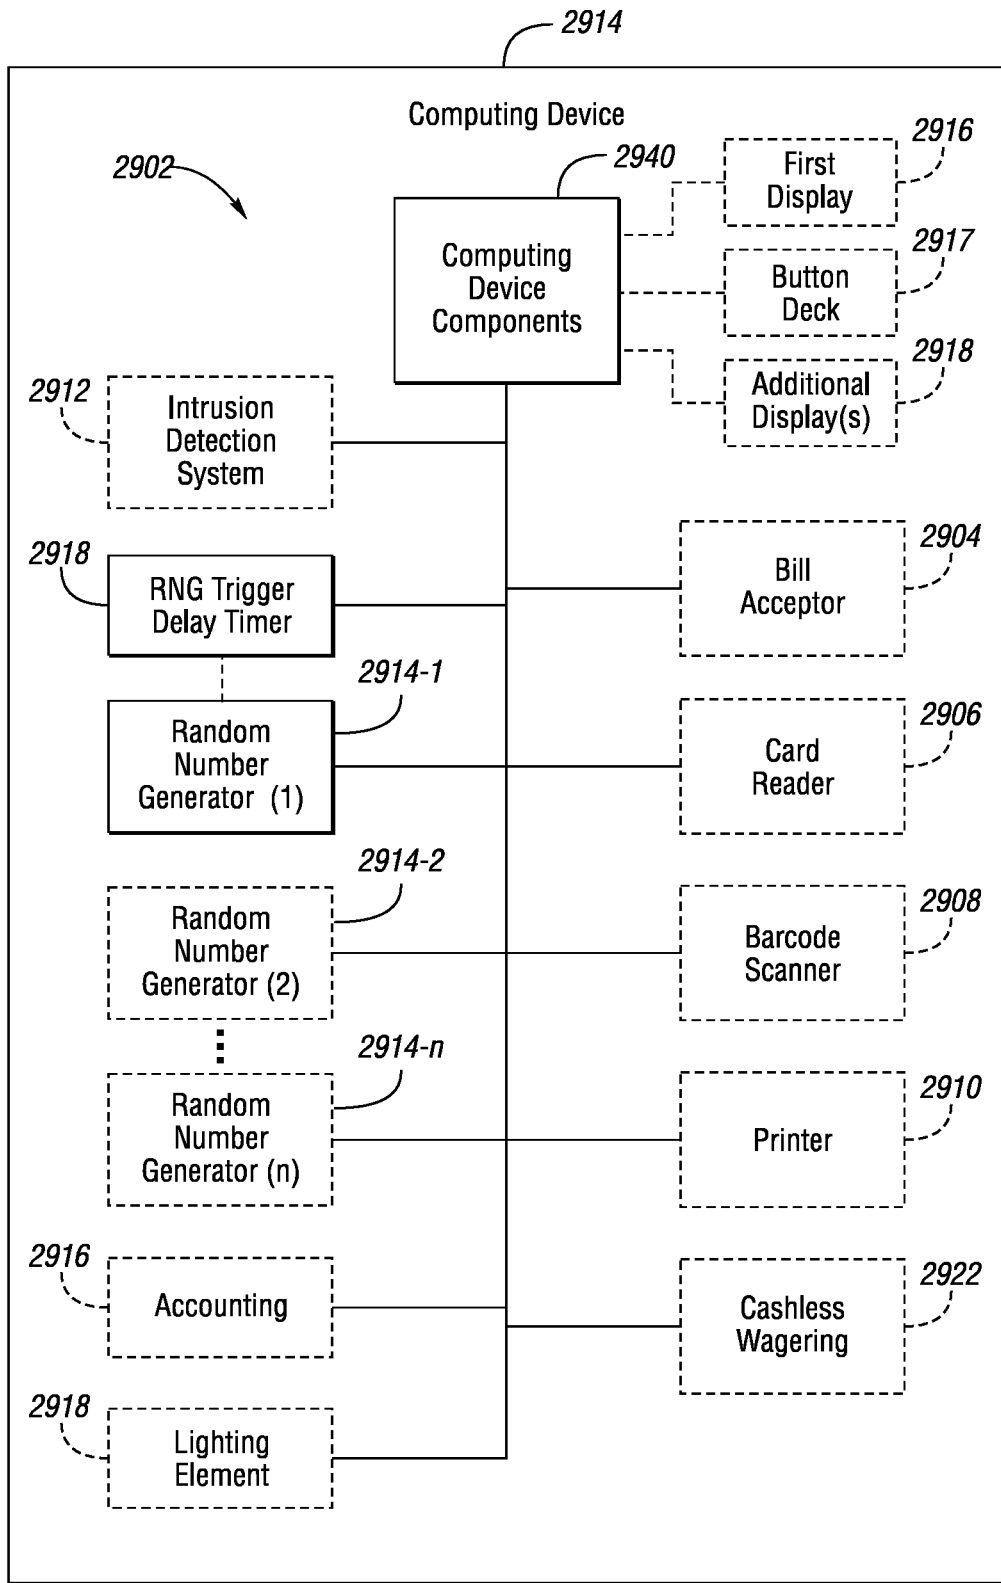 2914
Computing Device
2902
2940
Computing
Device
Components
First
Display
2916
Button
Deck
2917
Additional
Display(s)
2918
2912
Intrusion
Detection
System
2918
RNG Trigger
Delay Timer
Bill
Acceptor
2904
2914-1
Random
Number
Generator (1)
Card
Reader
2906
2914-2
Random
Number
Generator (2)
Barcode
Scanner
2908
2914-n
Random
Number
Generator (n)
Printer
2910
2916
Accounting
Cashless
Wagering
2922
2918
Lighting
Element